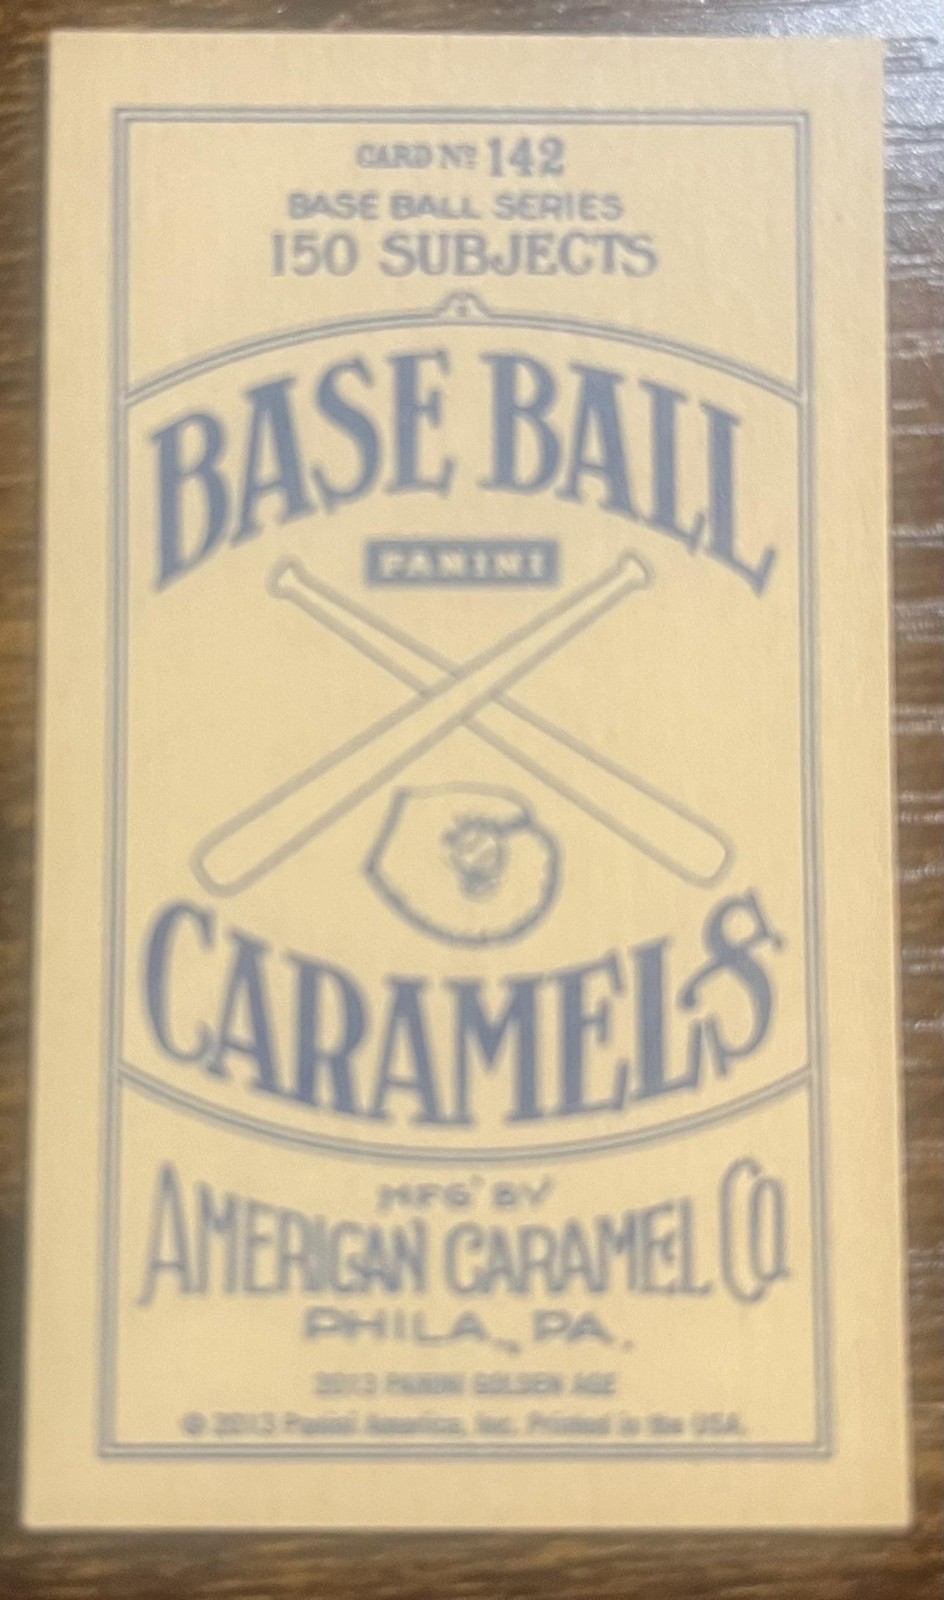 CARD Nº 142
BASE BALL SERIES
150 SUBJECTS
BASE BALL
PANINI
CARAMELS
MFG' BY
AMERICAN CARAMEL CO
PHILA., PA.
2013 PANINI GOLDEN AGE
© 2013 Panini America, Inc. Printed in the USA.